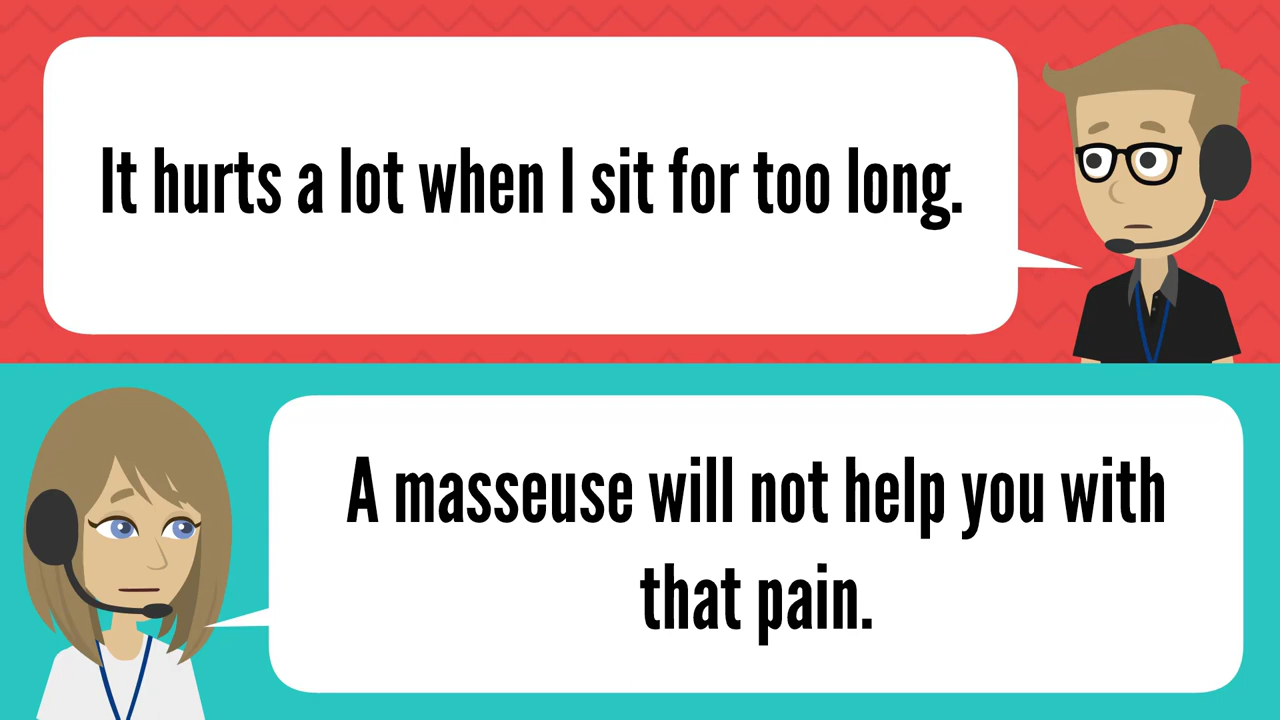 It hurts a lot when I sit for too long.
A masseuse will not help you with
that pain.